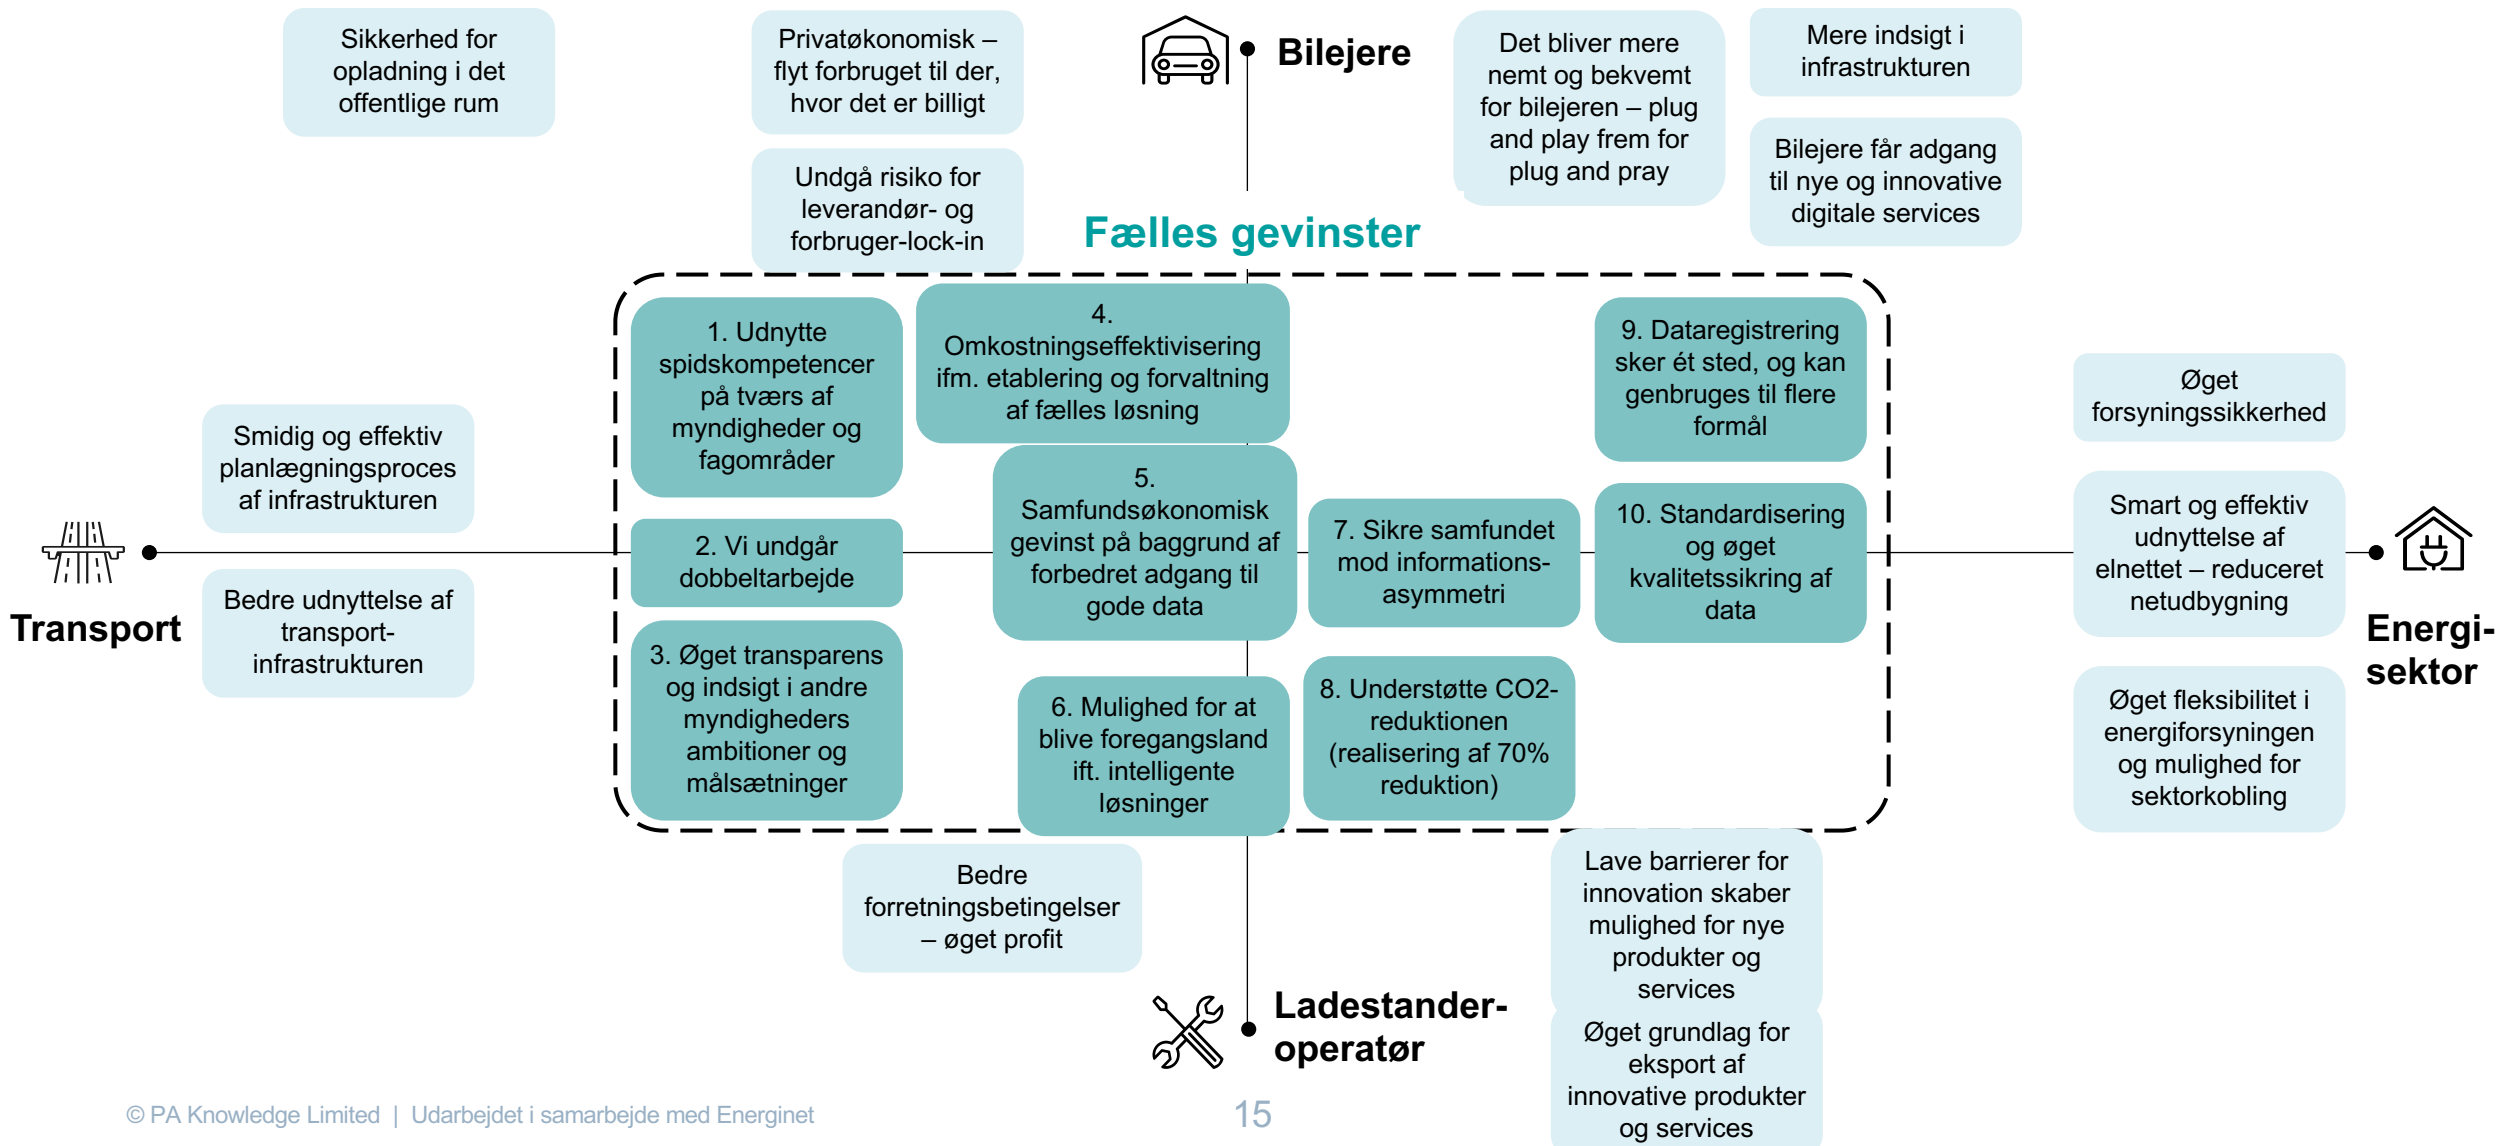 Sikkerhed for
opladning i det
offentlige rum
Privatøkonomisk –
flyt forbruget til der,
hvor det er billigt
Undgå risiko for
leverandør- og
forbruger-lock-in
Bilejere
Det bliver mere
nemt og bekvemt
for bilejeren – plug
and play frem for
plug and pray
Mere indsigt i
infrastrukturen
Bilejere får adgang
til nye og innovative
digitale services
Fælles gevinster
1. Udnytte
spidskompetencer
på tværs af
myndigheder og
fagområder
2. Vi undgår
dobbeltarbejde
3. Øget transparens
og indsigt i andre
myndigheders
ambitioner og
målsætninger
4.
Omkostningseffektivisering
ifm. etablering og forvaltning
af fælles løsning
5.
Samfundsøkonomisk
gevinst på baggrund af
forbedret adgang til
gode data
6. Mulighed for at
blive foregangsland
ift. intelligente
løsninger
7. Sikre samfundet
mod informations-
asymmetri
8. Understøtte CO2-
reduktionen
(realisering af 70%
reduktion)
9. Dataregistrering
sker ét sted, og kan
genbruges til flere
formål
10. Standardisering
og øget
kvalitetssikring af
data
Smidig og effektiv
planlægningsproces
af infrastrukturen
Transport
Bedre udnyttelse af
transport-
infrastrukturen
Øget
forsyningssikkerhed
Smart og effektiv
udnyttelse af
elnettet – reduceret
netudbygning
Energi-
sektor
Øget fleksibilitet i
energiforsyningen
og mulighed for
sektorkobling
Bedre
forretningsbetingelser
– øget profit
Ladestander-
operatør
Lave barrierer for
innovation skaber
mulighed for nye
produkter og
services
Øget grundlag for
eksport af
innovative produkter
og services
© PA Knowledge Limited | Udarbejdet i samarbejde med Energinet
15